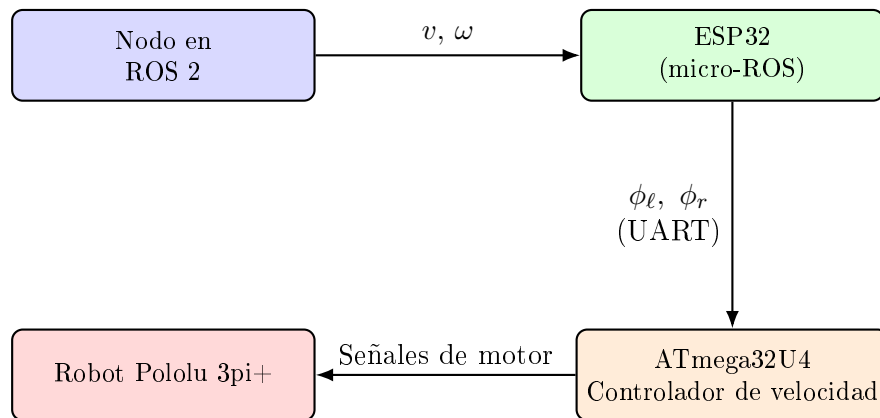 Nodo en
ROS 2
v, ω
ESP32
(micro-ROS)
ϕℓ, ϕr
(UART)
Robot Pololu 3pi+
Señales de motor
ATmega32U4
Controlador de velocidad